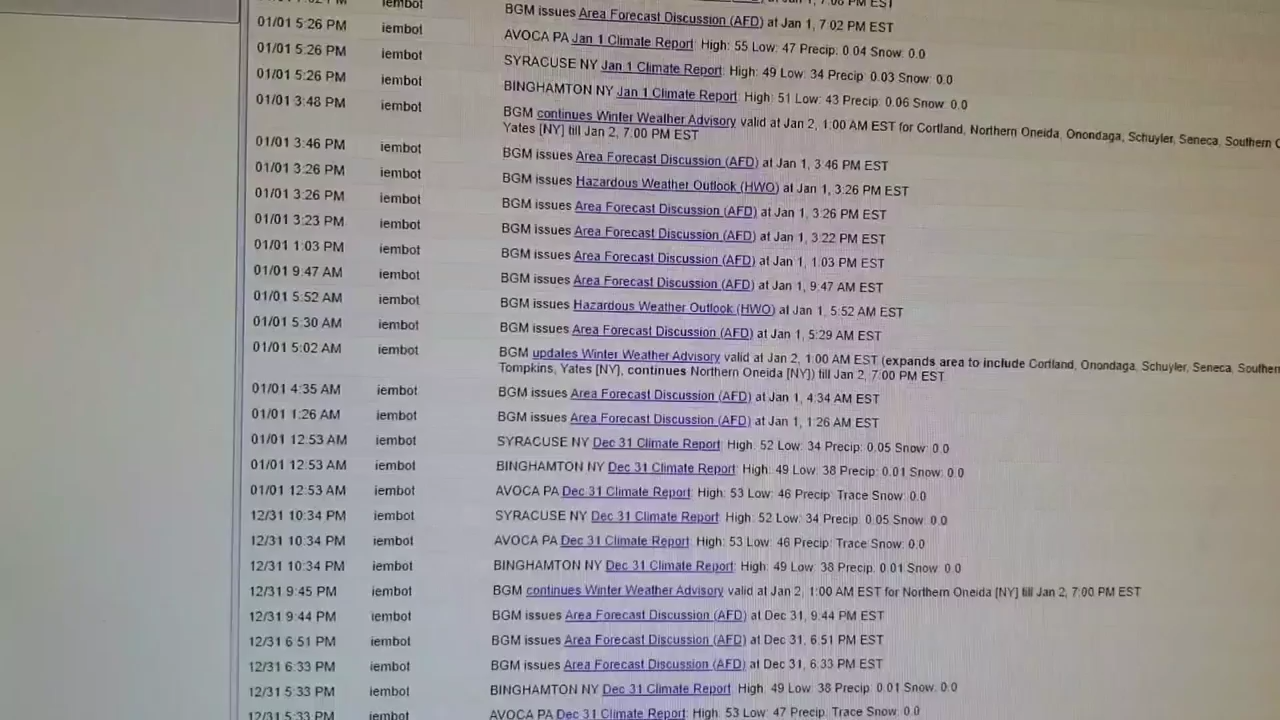 iembot BGM issues Area Forecast Discussion (AFD) at Jan 1, 7:02 PM EST
01/01 5:26 PM iembot AVOCA PA Jan 1 Climate Report: High: 55 Low: 47 Precip: 0.04 Snow: 0.0
01/01 5:26 PM iembot SYRACUSE NY Jan 1 Climate Report: High: 49 Low: 34 Precip: 0.03 Snow: 0.0
01/01 5:26 PM iembot BINGHAMTON NY Jan 1 Climate Report: High: 51 Low: 43 Precip: 0.06 Snow: 0.0
01/01 3:48 PM iembot BGM continues Winter Weather Advisory valid at Jan 2, 1:00 AM EST for Cortland, Northern Oneida, Onondaga, Schuyler, Seneca, Southern
Yates [NY] till Jan 2, 7:00 PM EST
01/01 3:46 PM iembot BGM issues Area Forecast Discussion (AFD) at Jan 1, 3:46 PM EST
01/01 3:26 PM iembot BGM issues Hazardous Weather Outlook (HWO) at Jan 1, 3:26 PM EST
01/01 3:26 PM iembot BGM issues Area Forecast Discussion (AFD) at Jan 1, 3:26 PM EST
01/01 3:23 PM iembot BGM issues Area Forecast Discussion (AFD) at Jan 1, 3:22 PM EST
01/01 1:03 PM iembot BGM issues Area Forecast Discussion (AFD) at Jan 1, 1:03 PM EST
01/01 9:47 AM iembot BGM issues Area Forecast Discussion (AFD) at Jan 1, 9:47 AM EST
01/01 5:52 AM iembot BGM issues Hazardous Weather Outlook (HWO) at Jan 1, 5:52 AM EST
01/01 5:30 AM iembot BGM issues Area Forecast Discussion (AFD) at Jan 1, 5:29 AM EST
01/01 5:02 AM iembot BGM updates Winter Weather Advisory valid at Jan 2, 1:00 AM EST (expands area to include Cortland, Onondaga, Schuyler, Seneca, Southern
Tompkins, Yates [NY], continues Northern Oneida [NY]) till Jan 2, 7:00 PM EST
01/01 4:35 AM iembot BGM issues Area Forecast Discussion (AFD) at Jan 1, 4:34 AM EST
01/01 1:26 AM iembot BGM issues Area Forecast Discussion (AFD) at Jan 1, 1:26 AM EST
01/01 12:53 AM iembot SYRACUSE NY Dec 31 Climate Report: High: 52 Low: 34 Precip: 0.05 Snow: 0.0
01/01 12:53 AM iembot BINGHAMTON NY Dec 31 Climate Report: High: 49 Low: 38 Precip: 0.01 Snow: 0.0
01/01 12:53 AM iembot AVOCA PA Dec 31 Climate Report: High: 53 Low: 46 Precip: Trace Snow: 0.0
12/31 10:34 PM iembot SYRACUSE NY Dec 31 Climate Report: High: 52 Low: 34 Precip: 0.05 Snow: 0.0
12/31 10:34 PM iembot AVOCA PA Dec 31 Climate Report: High: 53 Low: 46 Precip: Trace Snow: 0.0
12/31 10:34 PM iembot BINGHAMTON NY Dec 31 Climate Report: High: 49 Low: 38 Precip: 0.01 Snow: 0.0
12/31 9:45 PM iembot BGM continues Winter Weather Advisory valid at Jan 2, 1:00 AM EST for Northern Oneida [NY] till Jan 2, 7:00 PM EST
12/31 9:44 PM iembot BGM issues Area Forecast Discussion (AFD) at Dec 31, 9:44 PM EST
12/31 6:51 PM iembot BGM issues Area Forecast Discussion (AFD) at Dec 31, 6:51 PM EST
12/31 6:33 PM iembot BGM issues Area Forecast Discussion (AFD) at Dec 31, 6:33 PM EST
12/31 5:33 PM iembot BINGHAMTON NY Dec 31 Climate Report: High: 49 Low: 38 Precip: 0.01 Snow: 0.0
12/31 5:33 PM iembot AVOCA PA Dec 31 Climate Report: High: 53 Low: 47 Precip: Trace Snow: 0.0